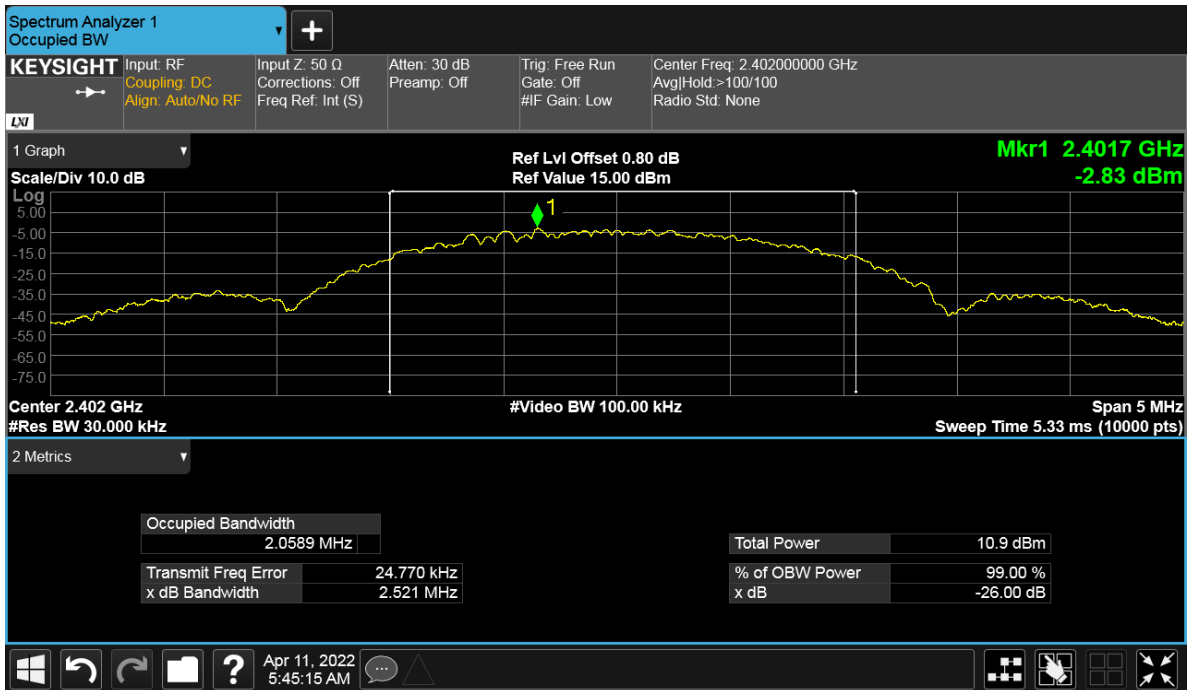 Spectrum Analyzer 1
Occupied BW
+
KEYSIGHT
LXI
Input: RF
Coupling: DC
Align: Auto/No RF
Input Z: 50 Ω
Corrections: Off
Freq Ref: Int (S)
Atten: 30 dB
Preamp: Off
Trig: Free Run
Gate: Off
#IF Gain: Low
Center Freq: 2.402000000 GHz
Avg|Hold:>100/100
Radio Std: None
1 Graph
Scale/Div 10.0 dB
Ref Lvl Offset 0.80 dB
Ref Value 15.00 dBm
Mkr1 2.4017 GHz
-2.83 dBm
Log
5.00
-5.00
-15.0
-25.0
-35.0
-45.0
-55.0
-65.0
-75.0
1
Center 2.402 GHz
#Res BW 30.000 kHz
#Video BW 100.00 kHz
Span 5 MHz
Sweep Time 5.33 ms (10000 pts)
2 Metrics
Occupied Bandwidth
2.0589 MHz
Transmit Freq Error 24.770 kHz
x dB Bandwidth 2.521 MHz
Total Power 10.9 dBm
% of OBW Power 99.00 %
x dB -26.00 dB
?
Apr 11, 2022
5:45:15 AM